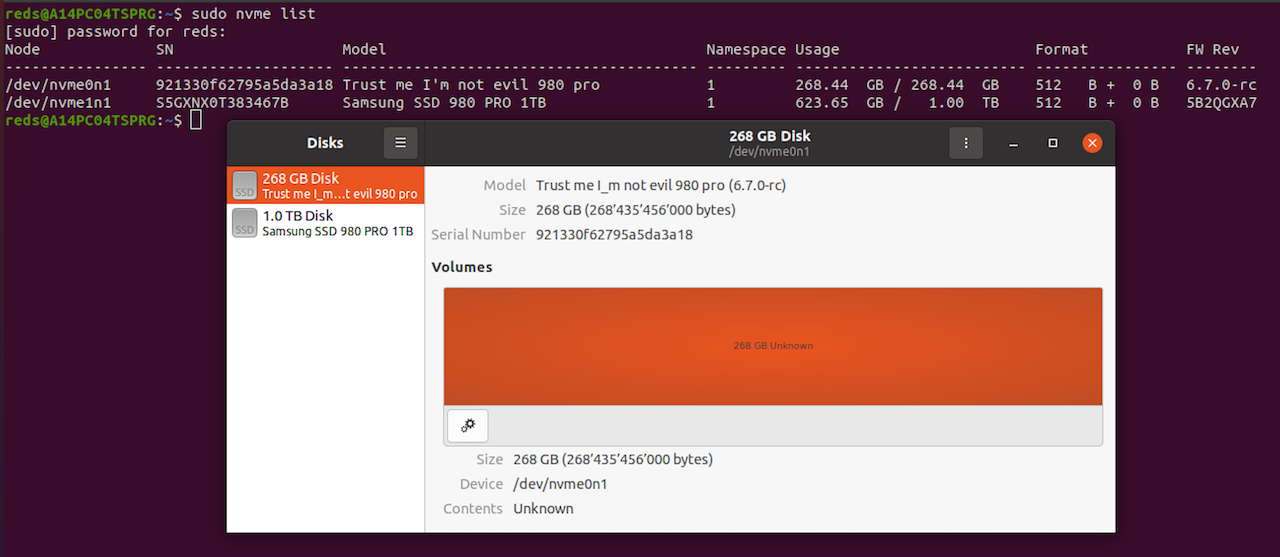 reds@A14PC04TSPRG:~$ sudo nvme list
[sudo] password for reds:
Node SN Model Namespace Usage Format FW Rev
---------------- -------------------- ---------------------------------------- --------- -------------------------- ---------------- --------
/dev/nvme0n1 921330f62795a5da3a18 Trust me I'm not evil 980 pro 1 268.44 GB / 268.44 GB 512 B + 0 B 6.7.0-rc
/dev/nvme1n1 S5GXNX0T383467B Samsung SSD 980 PRO 1TB 1 623.65 GB / 1.00 TB 512 B + 0 B 5B2QGXA7
reds@A14PC04TSPRG:~$
Disks
268 GB Disk
/dev/nvme0n1
SSD
268 GB Disk
Trust me I_m…t evil 980 pro
SSD
1.0 TB Disk
Samsung SSD 980 PRO 1TB
Model Trust me I_m not evil 980 pro (6.7.0-rc)
Size 268 GB (268’435’456’000 bytes)
Serial Number 921330f62795a5da3a18
Volumes
268 GB Unknown
Size 268 GB (268’435’456’000 bytes)
Device /dev/nvme0n1
Contents Unknown